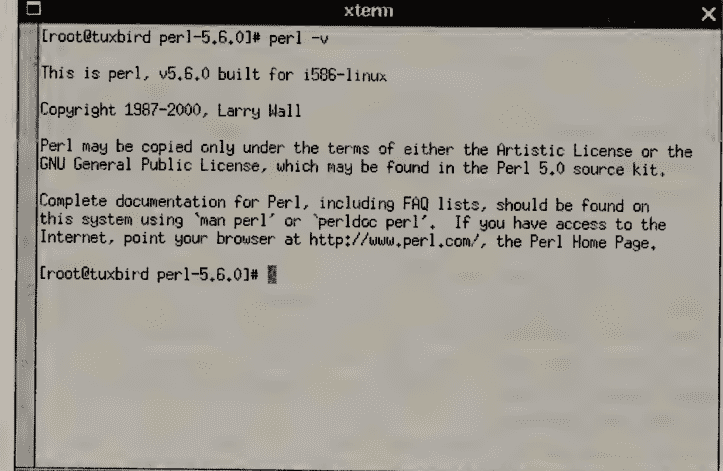 xterm
[root@tuxbird perl-5.6.0]# perl -v
This is perl, v5.6.0 built for i586-linux
Copyright 1987-2000, Larry Wall
Perl may be copied only under the terms of either the Artistic License or the
GNU General Public License, which may be found in the Perl 5.0 source kit.
Complete documentation for Perl, including FAQ lists, should be found on
this system using `man perl' or `perldoc perl'.  If you have access to the
Internet, point your browser at http://www.perl.com/, the Perl Home Page.
[root@tuxbird perl-5.6.0]#